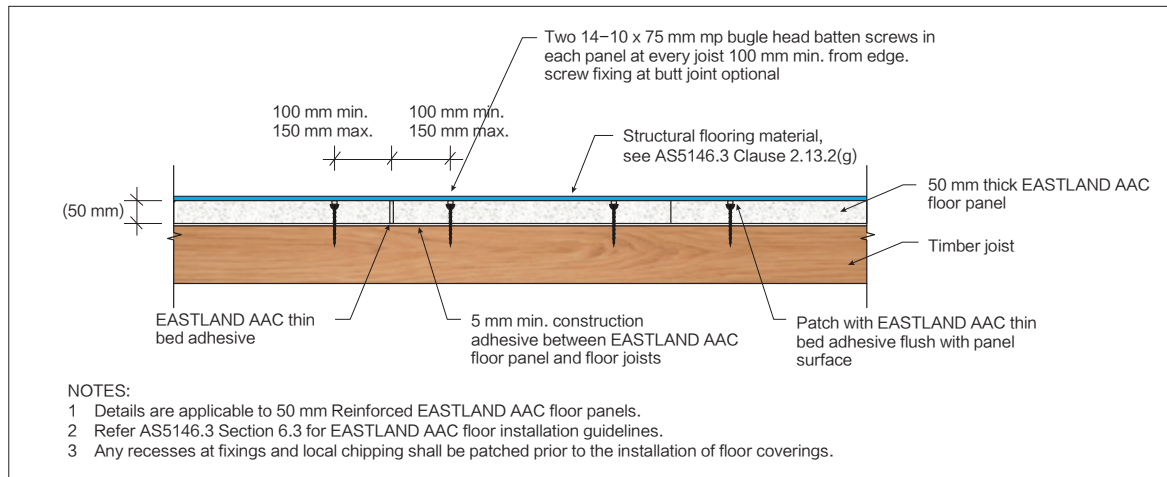 Two 14-10 x 75 mm mp bugle head batten screws in
each panel at every joist 100 mm min. from edge.
screw fixing at butt joint optional
100 mm min.
150 mm max.
100 mm min.
150 mm max.
Structural flooring material,
see AS5146.3 Clause 2.13.2(g)
(50 mm)
50 mm thick EASTLAND AAC
floor panel
Timber joist
EASTLAND AAC thin
bed adhesive
5 mm min. construction
adhesive between EASTLAND AAC
floor panel and floor joists
Patch with EASTLAND AAC thin
bed adhesive flush with panel
surface
NOTES:
1 Details are applicable to 50 mm Reinforced EASTLAND AAC floor panels.
2 Refer AS5146.3 Section 6.3 for EASTLAND AAC floor installation guidelines.
3 Any recesses at fixings and local chipping shall be patched prior to the installation of floor coverings.